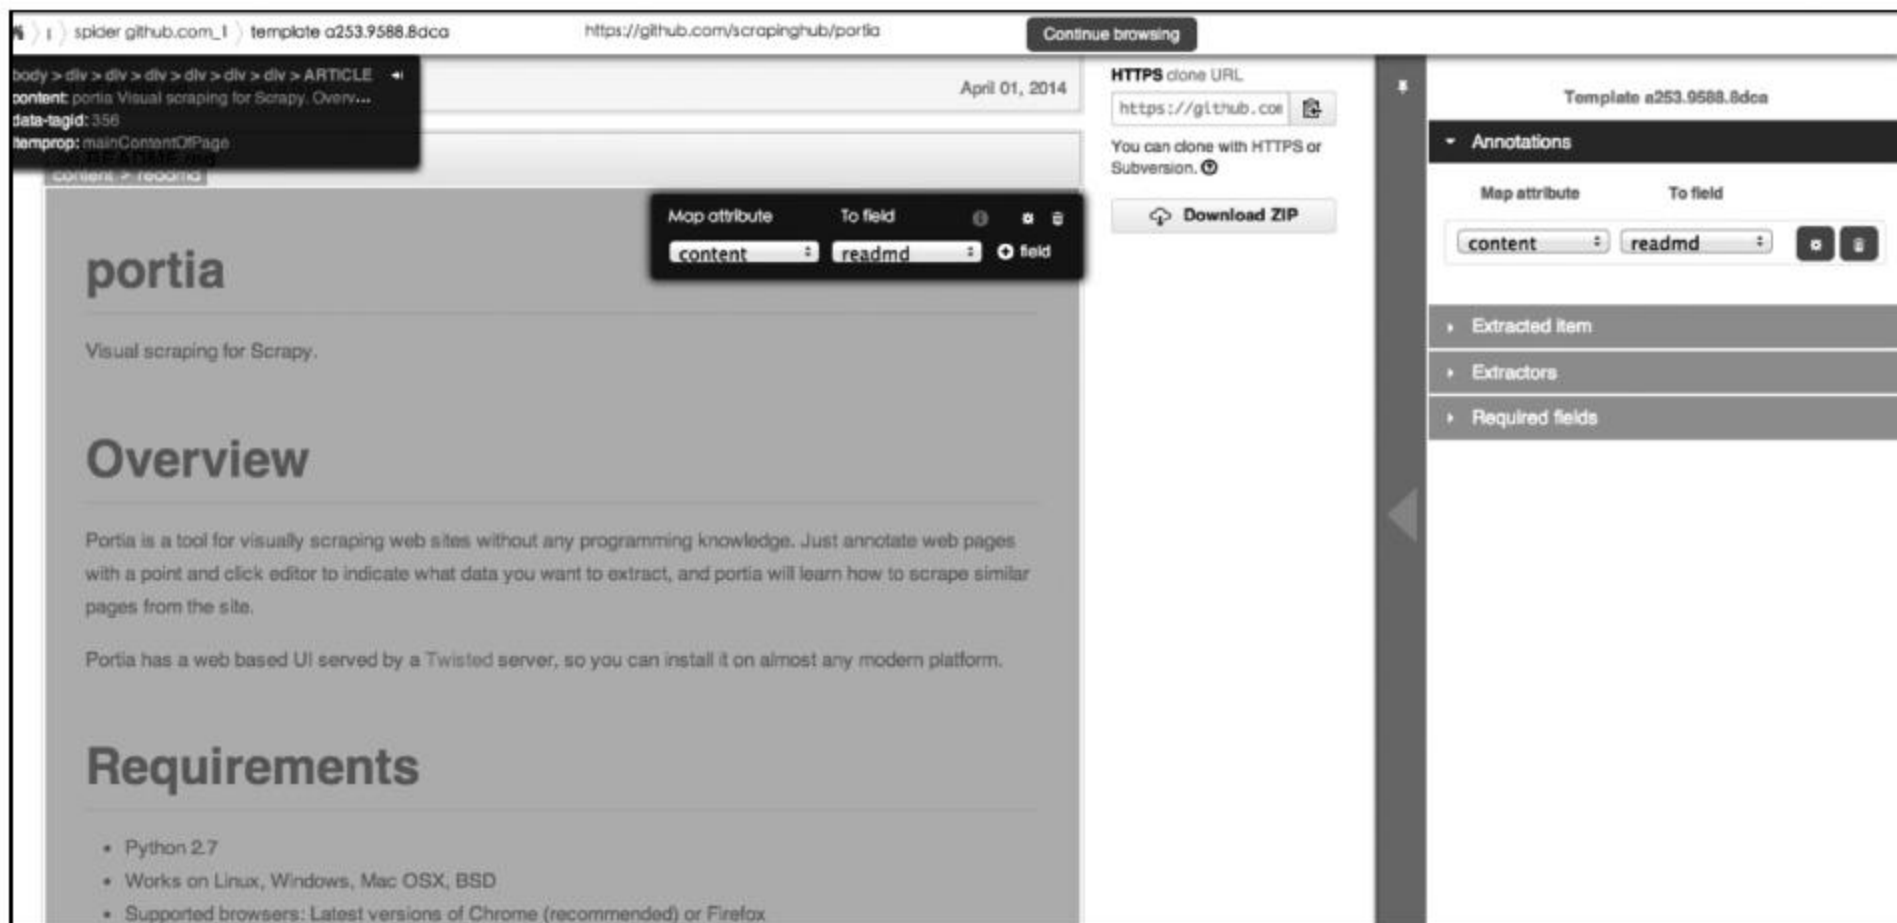 spider github.com_1 template a253.9588.8dca https://github.com/scrapinghub/portia Continue browsing
body > div > div > div > div > div > div > ARTICLE
content: portia Visual scraping for Scrapy. Overv...
data-tagid: 356
itemprop: mainContentOfPage
content > readmd
April 01, 2014
Map attribute To field
content readmd field
portia
Visual scraping for Scrapy.
Overview
Portia is a tool for visually scraping web sites without any programming knowledge. Just annotate web pages
with a point and click editor to indicate what data you want to extract, and portia will learn how to scrape similar
pages from the site.
Portia has a web based UI served by a Twisted server, so you can install it on almost any modern platform.
Requirements
• Python 2.7
• Works on Linux, Windows, Mac OSX, BSD
• Supported browsers: Latest versions of Chrome (recommended) or Firefox
HTTPS clone URL
https://github.com
You can clone with HTTPS or
Subversion.
Download ZIP
Template a253.9588.8dca
Annotations
Map attribute To field
content readmd
Extracted item
Extractors
Required fields